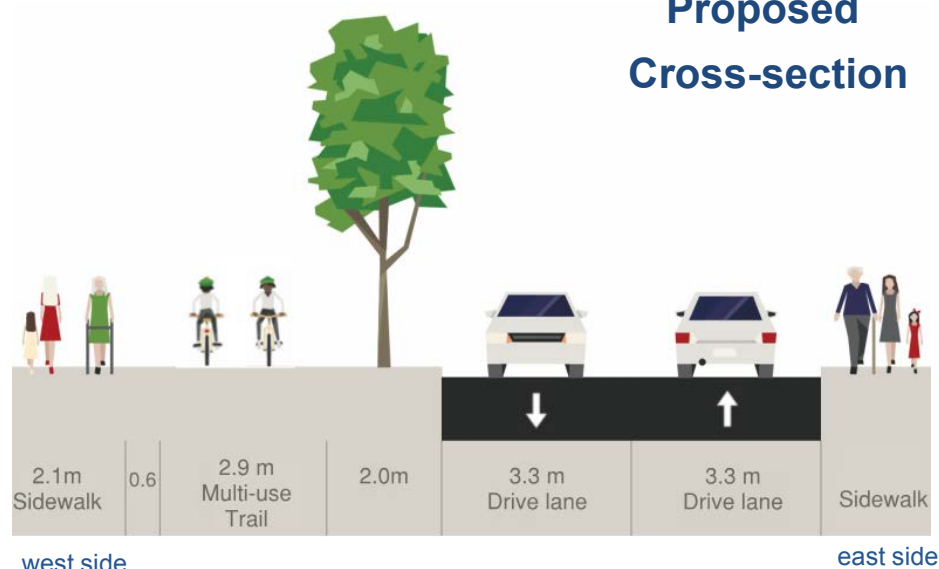 Proposed
Cross-section
2.1m
Sidewalk
0.6
2.9 m
Multi-use
Trail
2.0m
3.3 m
Drive lane
3.3 m
Drive lane
Sidewalk
west side
east side